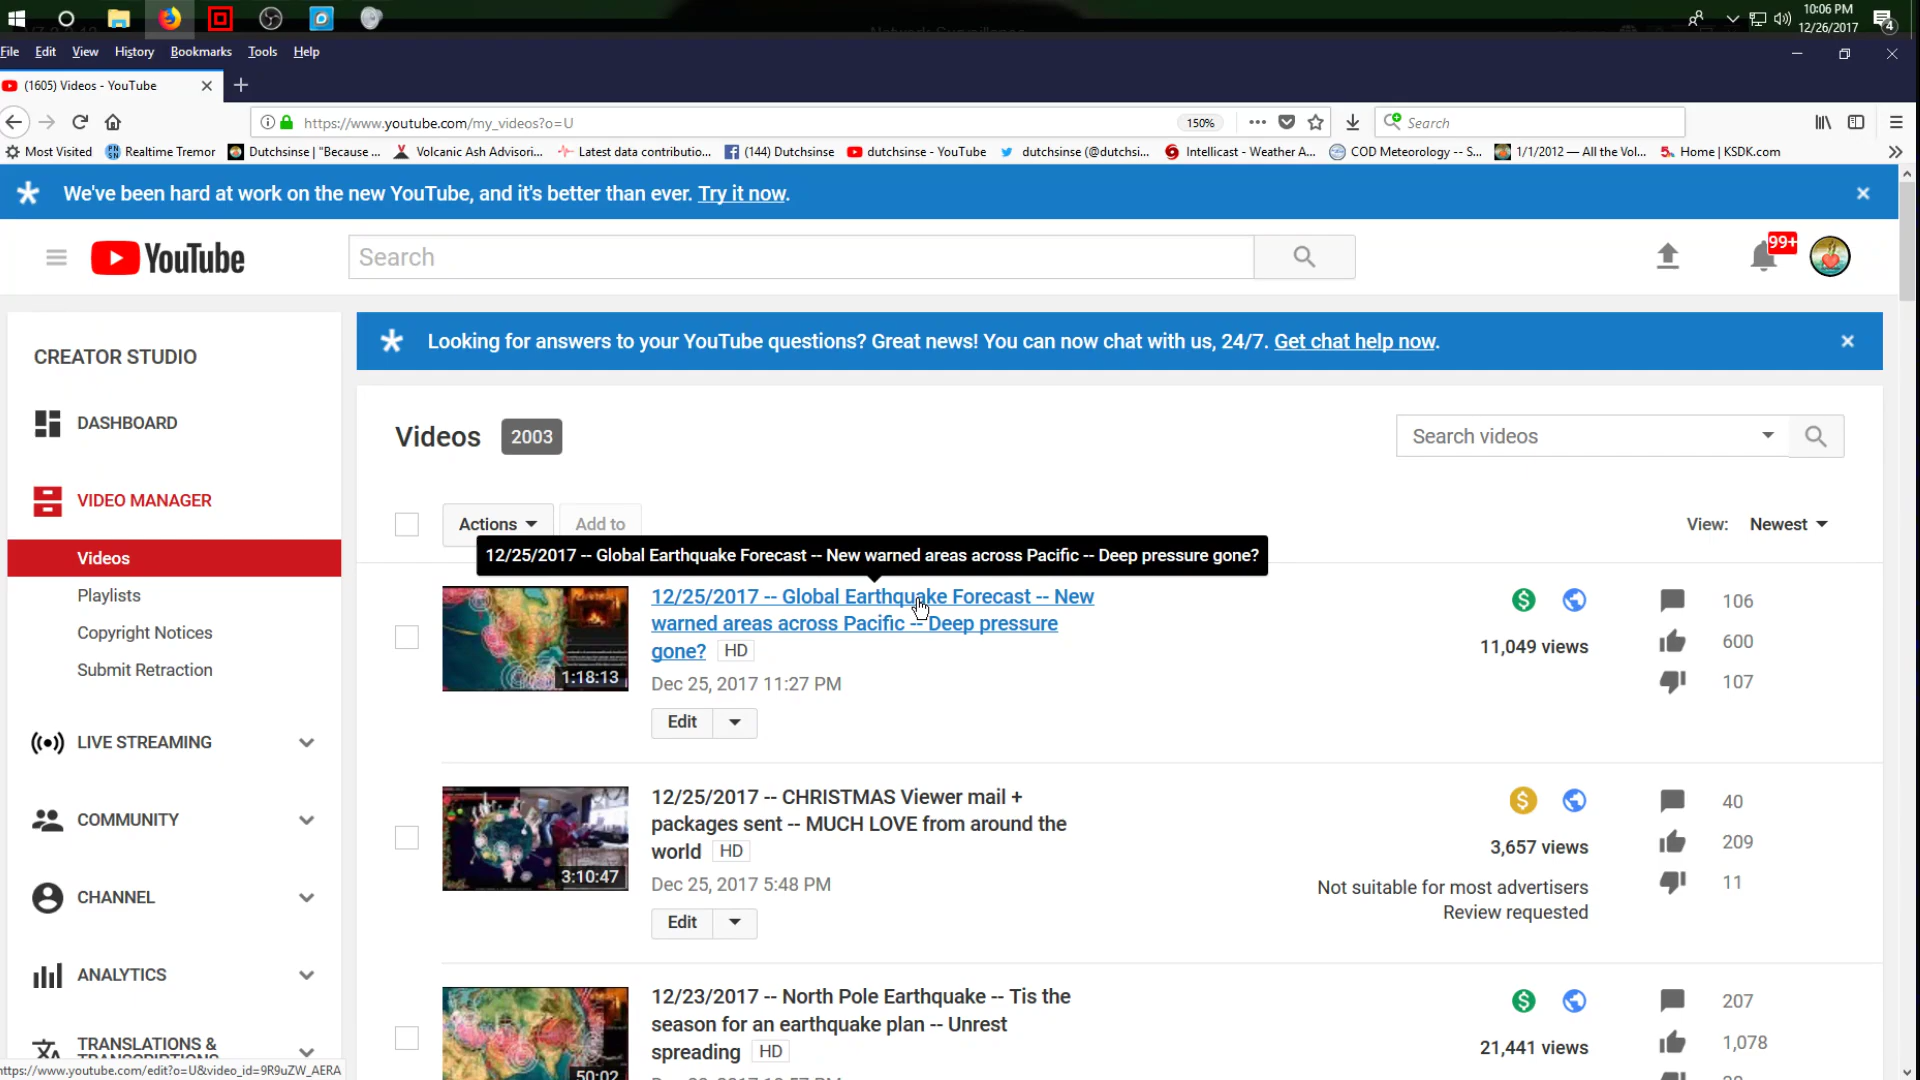 10:06 PM
12/26/2017
4
File Edit View History Bookmarks Tools Help
(1605) Videos - YouTube
https://www.youtube.com/my_videos?o=U
150%
Search
Most Visited Realtime Tremor Dutchsinse | "Because ... Volcanic Ash Advisori... Latest data contributio... (144) Dutchsinse dutchsinse - YouTube dutchsinse (@dutchsi... Intellicast - Weather A... COD Meteorology -- S... 1/1/2012 — All the Vol... Home | KSDK.com
We've been hard at work on the new YouTube, and it's better than ever. Try it now.
YouTube
Search
99+
CREATOR STUDIO
Looking for answers to your YouTube questions? Great news! You can now chat with us, 24/7. Get chat help now.
DASHBOARD
VIDEO MANAGER
Videos
Playlists
Copyright Notices
Submit Retraction
LIVE STREAMING
COMMUNITY
CHANNEL
ANALYTICS
TRANSLATIONS &
TRANSCRIPTIONS
https://www.youtube.com/edit?o=U&video_id=9R9uZW_AERA
Videos 2003
Search videos
Actions Add to
View: Newest
12/25/2017 -- Global Earthquake Forecast -- New warned areas across Pacific -- Deep pressure gone?
12/25/2017 -- Global Earthquake Forecast -- New
warned areas across Pacific -- Deep pressure
gone? HD
1:18:13
Dec 25, 2017 11:27 PM
Edit
11,049 views
106
600
107
12/25/2017 -- CHRISTMAS Viewer mail +
packages sent -- MUCH LOVE from around the
world HD
3:10:47
Dec 25, 2017 5:48 PM
Edit
3,657 views
Not suitable for most advertisers
Review requested
40
209
11
12/23/2017 -- North Pole Earthquake -- Tis the
season for an earthquake plan -- Unrest
spreading HD
50:02
21,441 views
207
1,078